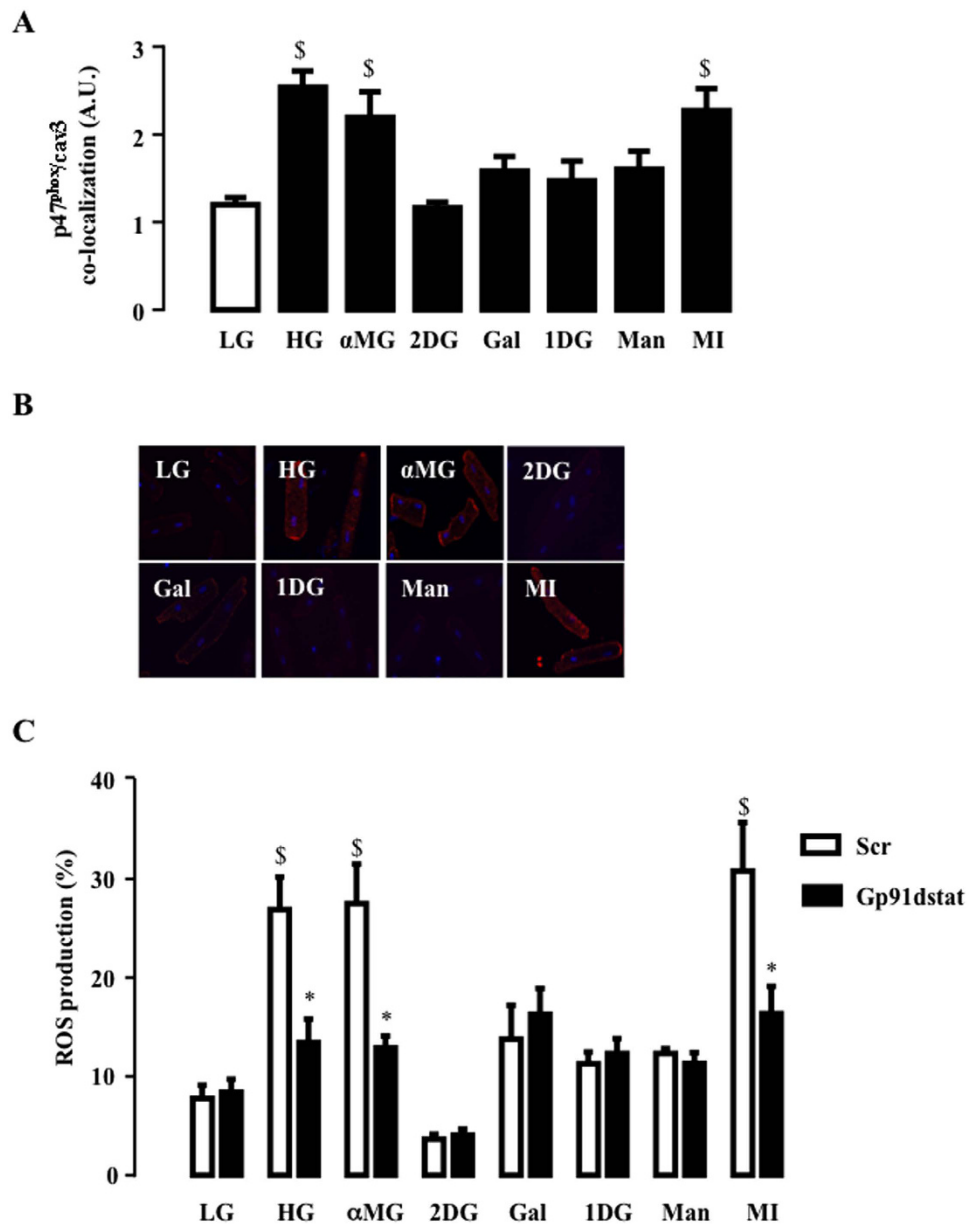 A
p47phox/cav3
co-localization (A.U.)
3
2
1
0
$ $ $
LG HG αMG 2DG Gal 1DG Man MI
B
LG HG αMG 2DG
Gal 1DG Man MI
C
ROS production (%)
40
30
20
10
0
$ $ $
* * *
Scr
Gp91dstat
LG HG αMG 2DG Gal 1DG Man MI